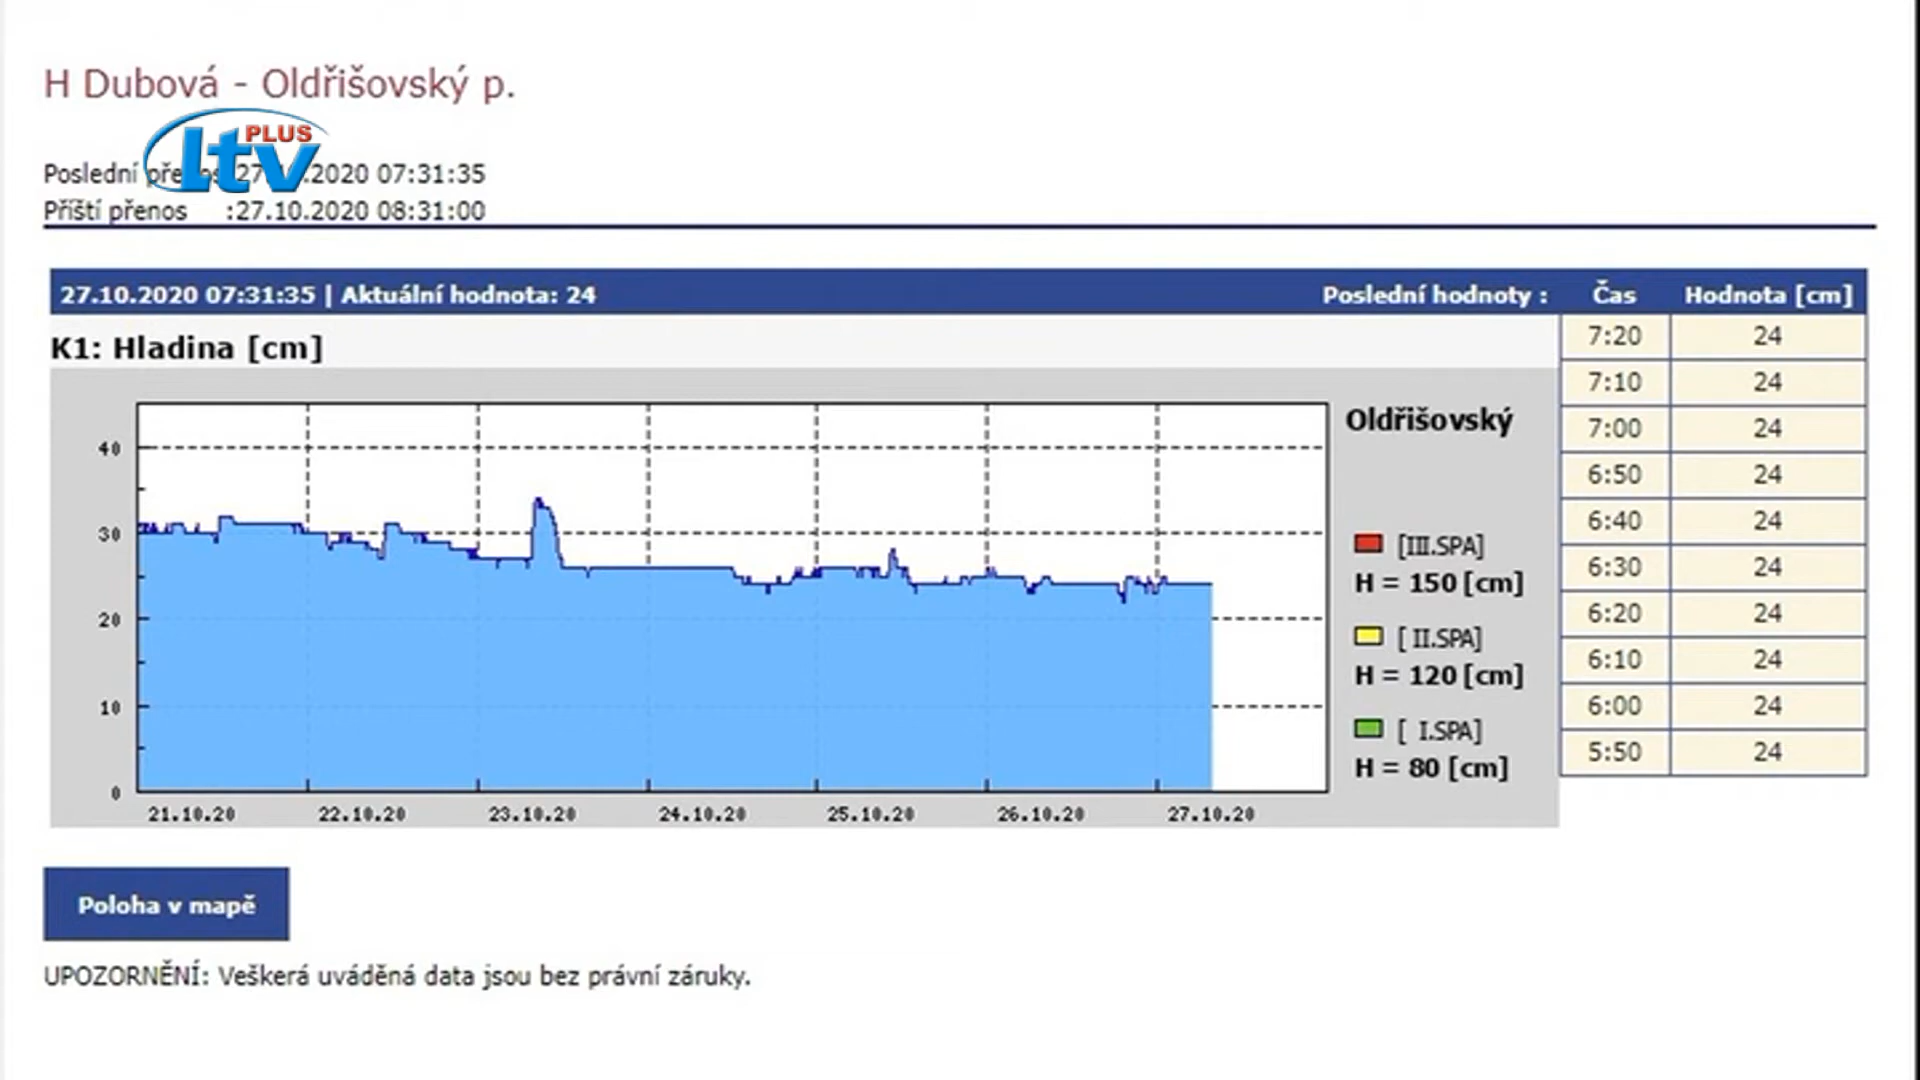 H Dubová - Oldřišovský p.
PLUS
ltv
Poslední přenos :27.10.2020 07:31:35
Příští přenos :27.10.2020 08:31:00
27.10.2020 07:31:35 | Aktuální hodnota: 24
Poslední hodnoty : Čas Hodnota [cm]
K1: Hladina [cm]
7:20 24
7:10 24
7:00 24
6:50 24
6:40 24
6:30 24
6:20 24
6:10 24
6:00 24
5:50 24
40
30
20
10
0
21.10.20 22.10.20 23.10.20 24.10.20 25.10.20 26.10.20 27.10.20
Oldřišovský
[III.SPA]
H = 150 [cm]
[ II.SPA]
H = 120 [cm]
[ I.SPA]
H = 80 [cm]
Poloha v mapě
UPOZORNĚNÍ: Veškerá uváděná data jsou bez právní záruky.